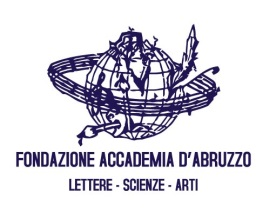 FONDAZIONE ACCADEMIA D'ABRUZZO
LETTERE - SCIENZE - ARTI